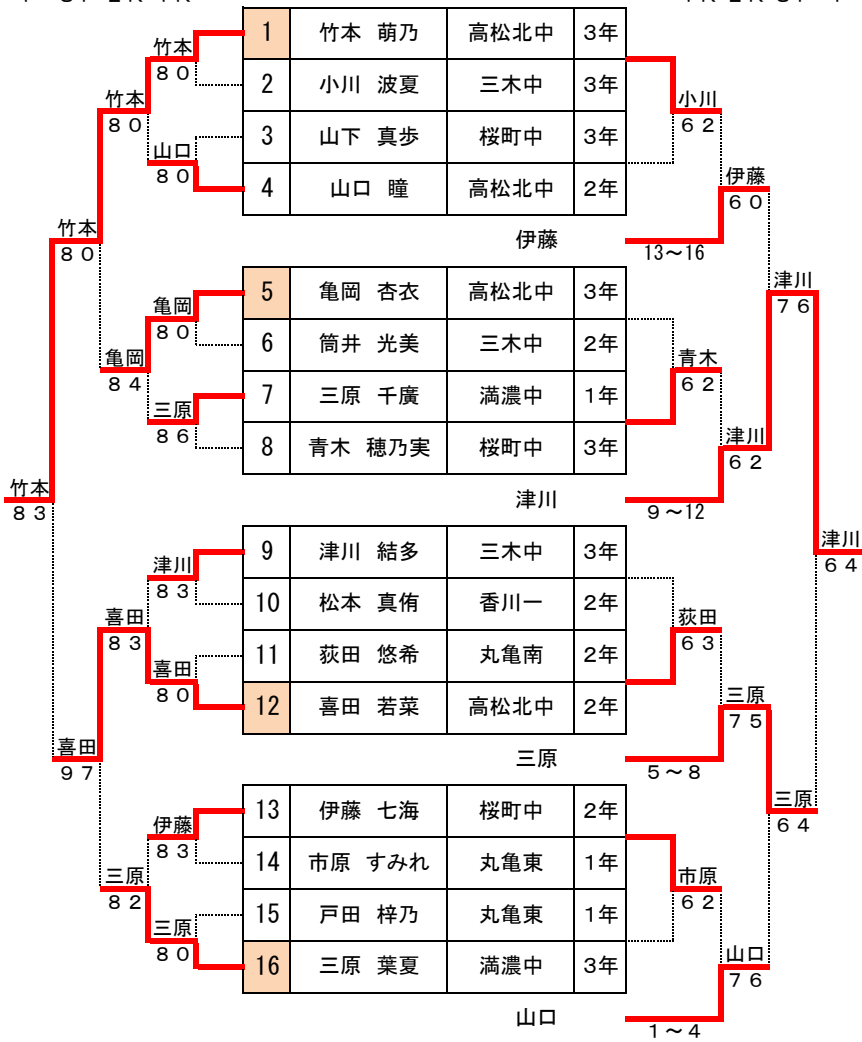 竹本
80
竹本
80
山口
80
竹本
80
亀岡
80
亀岡
84
三原
86
竹本
83
津川
83
喜田
83
喜田
80
喜田
97
伊藤
83
三原
82
三原
80
1 竹本 萌乃 高松北中 3年
2 小川 波夏 三木中 3年
3 山下 真歩 桜町中 3年
4 山口 瞳 高松北中 2年
伊藤
5 亀岡 杏衣 高松北中 3年
6 筒井 光美 三木中 2年
7 三原 千廣 満濃中 1年
8 青木 穂乃実 桜町中 3年
津川
9 津川 結多 三木中 3年
10 松本 真侑 香川一 2年
11 荻田 悠希 丸亀南 2年
12 喜田 若菜 高松北中 2年
三原
13 伊藤 七海 桜町中 2年
14 市原 すみれ 丸亀東 1年
15 戸田 梓乃 丸亀東 1年
16 三原 葉夏 満濃中 3年
山口
小川
62
伊藤
60
13~16
津川
76
青木
62
津川
62
9~12
津川
64
荻田
63
三原
75
5~8
三原
64
市原
62
山口
76
1~4